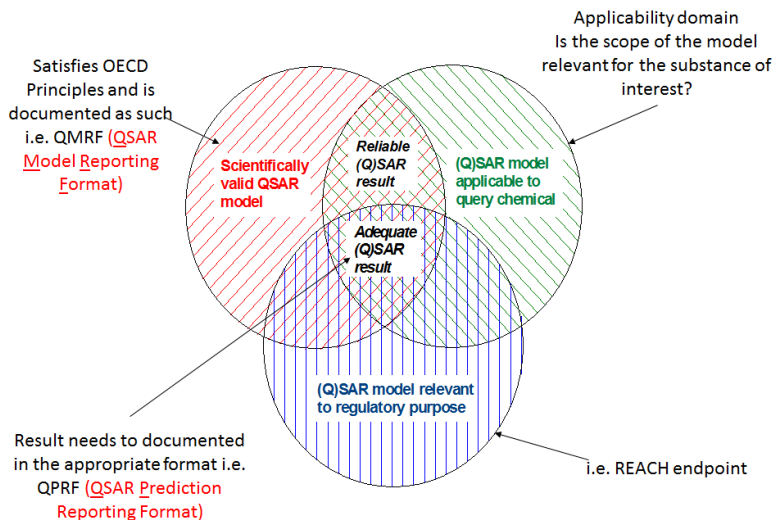 Applicability domain
Is the scope of the model
relevant for the substance of
interest?
Satisfies OECD
Principles and is
documented as such
i.e. QMRF (QSAR
Model Reporting
Format)
Scientifically
valid QSAR
model
Reliable
(Q)SAR
result
(Q)SAR model
applicable to
query chemical
Adequate
(Q)SAR
result
(Q)SAR model relevant
to regulatory purpose
Result needs to documented
in the appropriate format i.e.
QPRF (QSAR Prediction
Reporting Format)
i.e. REACH endpoint